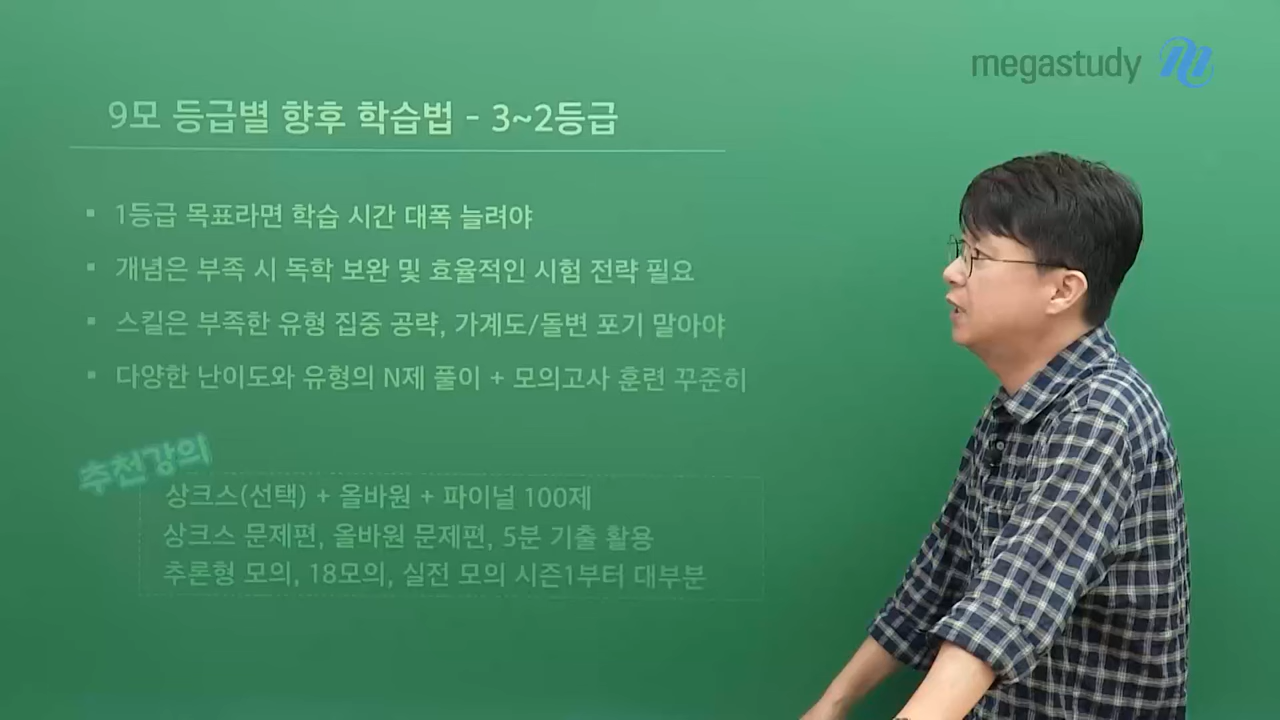 megastudy
9모 등급별 향후 학습법 - 3~2등급
▪ 1등급 목표라면 학습 시간 대폭 늘려야
▪ 개념은 부족 시 독학 보완 및 효율적인 시험 전략 필요
▪ 스킬은 부족한 유형 집중 공략, 가계도/돌변 포기 말아야
▪ 다양한 난이도와 유형의 N제 풀이 + 모의고사 훈련 꾸준히
추천강의
상크스(선택) + 올바원 + 파이널 100제
상크스 문제편, 올바원 문제편, 5분 기출 활용
추론형 모의, 18모의, 실전 모의 시즌1부터 대부분